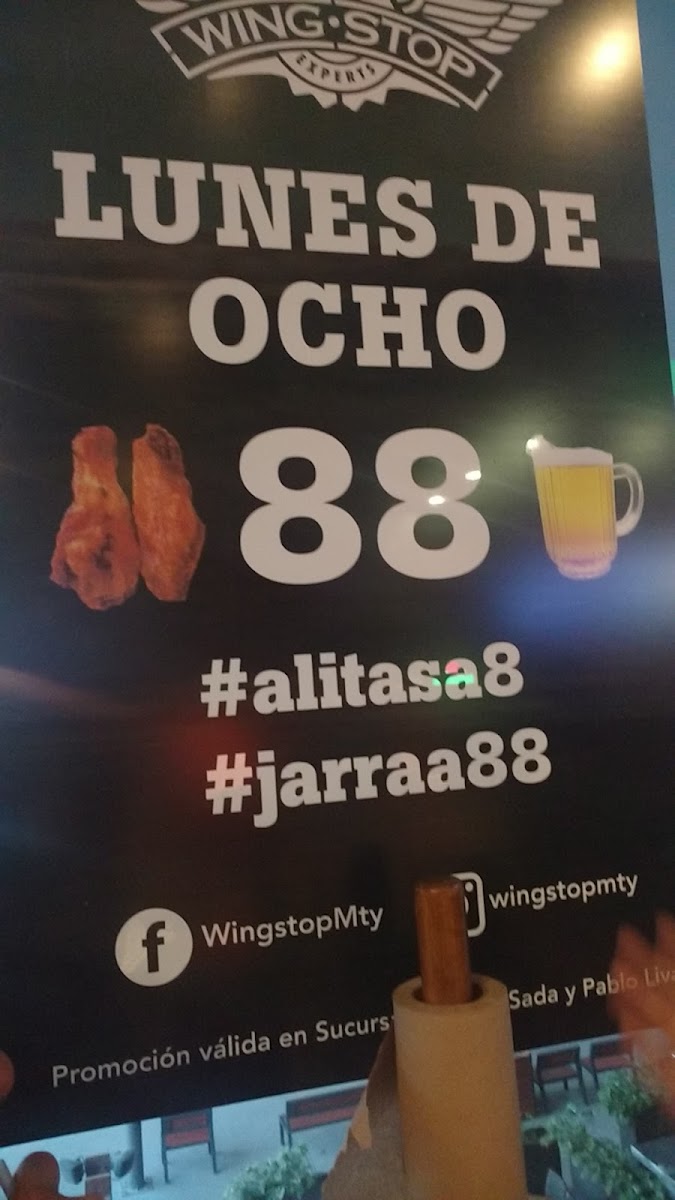 WING·STOP
EXPERTS
LUNES DE
OCHO
88
#alitasa8
#jarraa88
WingstopMty
wingstopmty
Promoción válida en Sada y Pablo